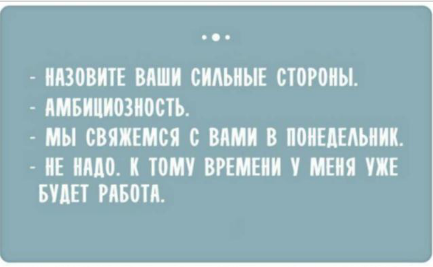 - НАЗОВИТЕ ВАШИ СИЛЬНЫЕ СТОРОНЫ.
- АМБИЦИОЗНОСТЬ.
- МЫ СВЯЖЕМСЯ С ВАМИ В ПОНЕДЕЛЬНИК.
- НЕ НАДО. К ТОМУ ВРЕМЕНИ У МЕНЯ УЖЕ
БУДЕТ РАБОТА.